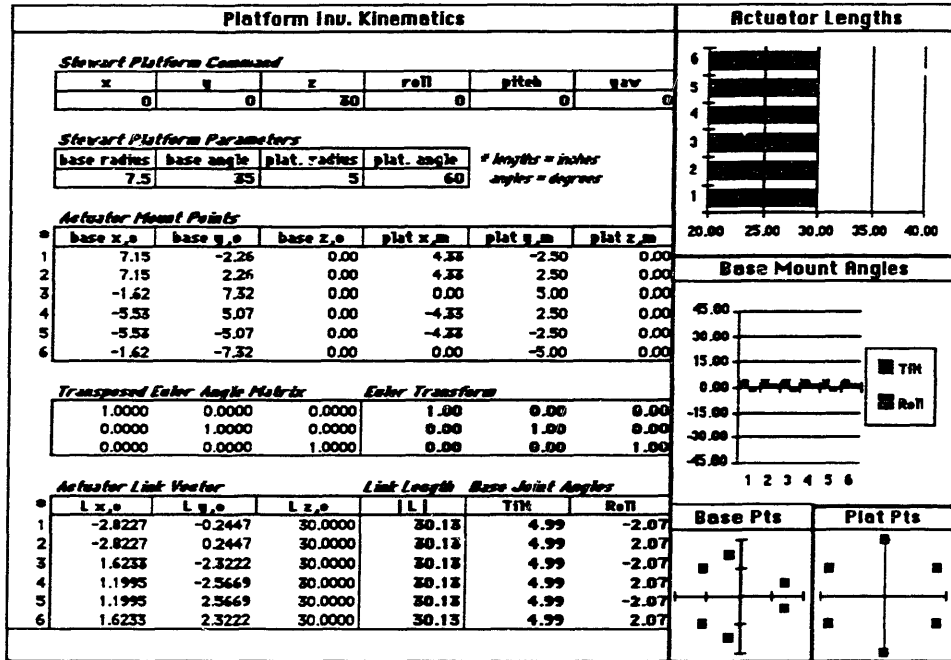 Platform Inv. Kinematics
Stewart Platform Command
x y z roll pitch yaw
0 0 30 0 0 0
Stewart Platform Parameters
base radius base angle plat. radius plat. angle
7.5 35 5 60
* lengths = inches
angles = degrees
Actuator Mount Points
# base x,o base y,o base z,o plat x,m plat y,m plat z,m
1 7.15 -2.26 0.00 4.33 -2.50 0.00
2 7.15 2.26 0.00 4.33 2.50 0.00
3 -1.62 7.32 0.00 0.00 5.00 0.00
4 -5.53 5.07 0.00 -4.33 2.50 0.00
5 -5.53 -5.07 0.00 -4.33 -2.50 0.00
6 -1.62 -7.32 0.00 0.00 -5.00 0.00
Transposed Euler Angle Matrix Euler Transform
1.0000 0.0000 0.0000 1.00 0.00 0.00
0.0000 1.0000 0.0000 0.00 1.00 0.00
0.0000 0.0000 1.0000 0.00 0.00 1.00
Actuator Link Vector Link Length Base Joint Angles
# L x,o L y,o L z,o |L| Tilt Roll
1 -2.8227 -0.2447 30.0000 30.13 4.99 -2.07
2 -2.8227 0.2447 30.0000 30.13 4.99 2.07
3 1.6233 -2.3222 30.0000 30.13 4.99 -2.07
4 1.1995 -2.5669 30.0000 30.13 4.99 2.07
5 1.1995 2.5669 30.0000 30.13 4.99 -2.07
6 1.6233 2.3222 30.0000 30.13 4.99 2.07
Actuator Lengths
6
5
4
3
2
1
20.00 25.00 30.00 35.00 40.00
Base Mount Angles
45.00
30.00
15.00
0.00
-15.00
-30.00
-45.00
1 2 3 4 5 6
Tilt
Roll
Base Pts
Plat Pts